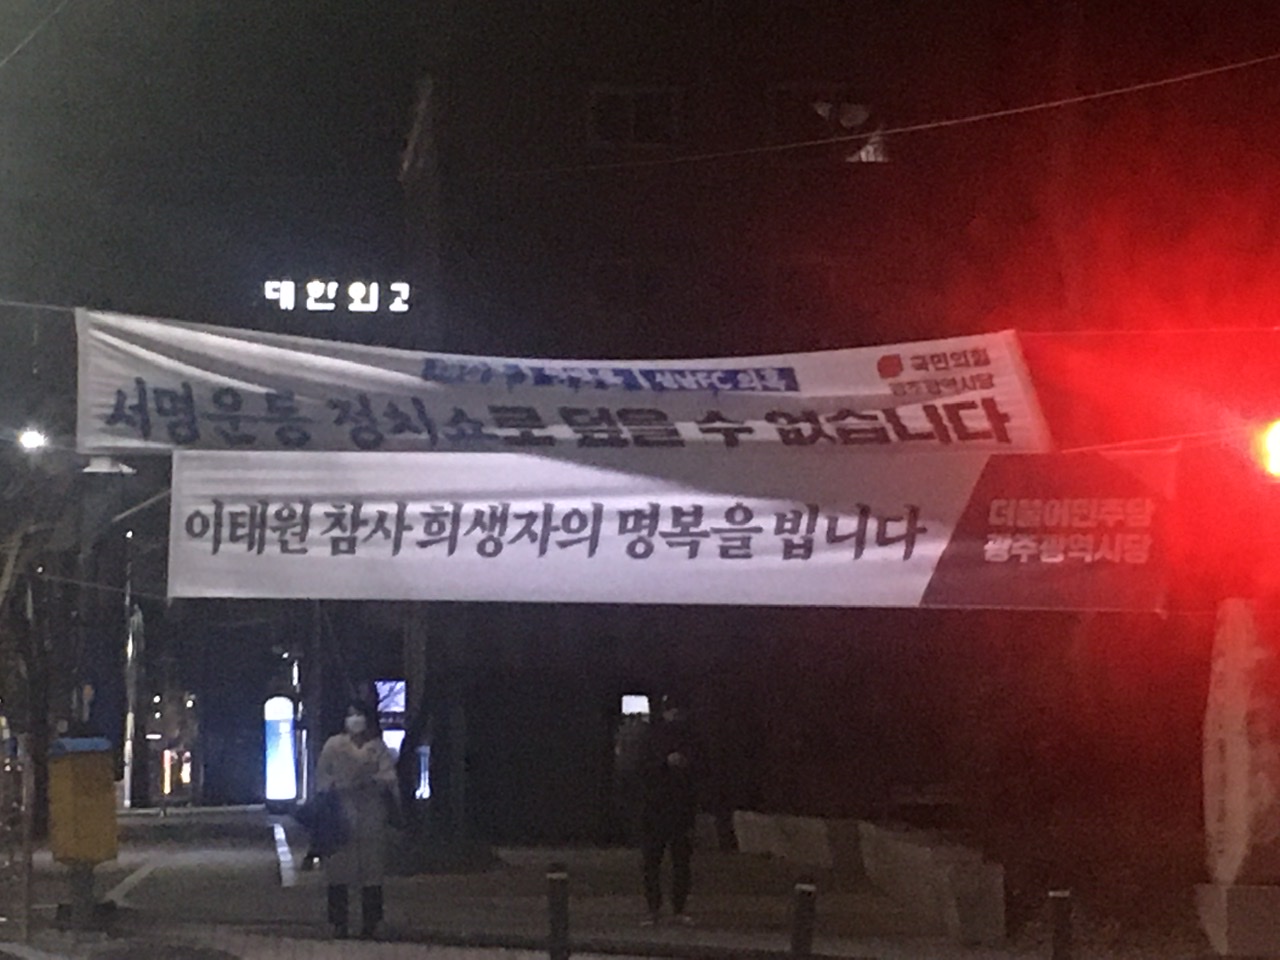 대한외고
국민의힘
광주광역시당
서명운동 정치쇼로 덮을 수 없습니다
이태원 참사 희생자의 명복을 빕니다
더불어민주당
광주광역시당